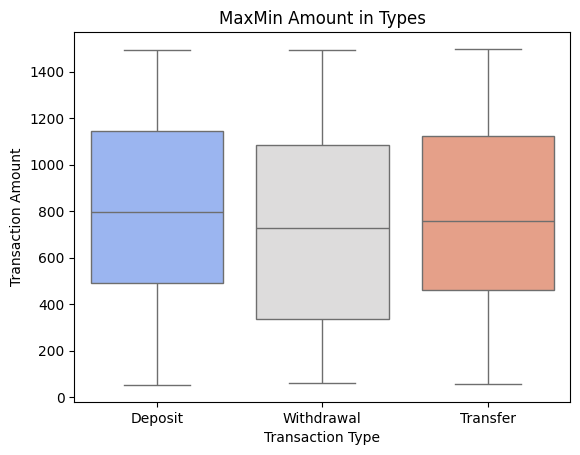 MaxMin Amount in Types
Transaction Amount
1400
1200
1000
800
600
400
200
0
Deposit Withdrawal Transfer
Transaction Type